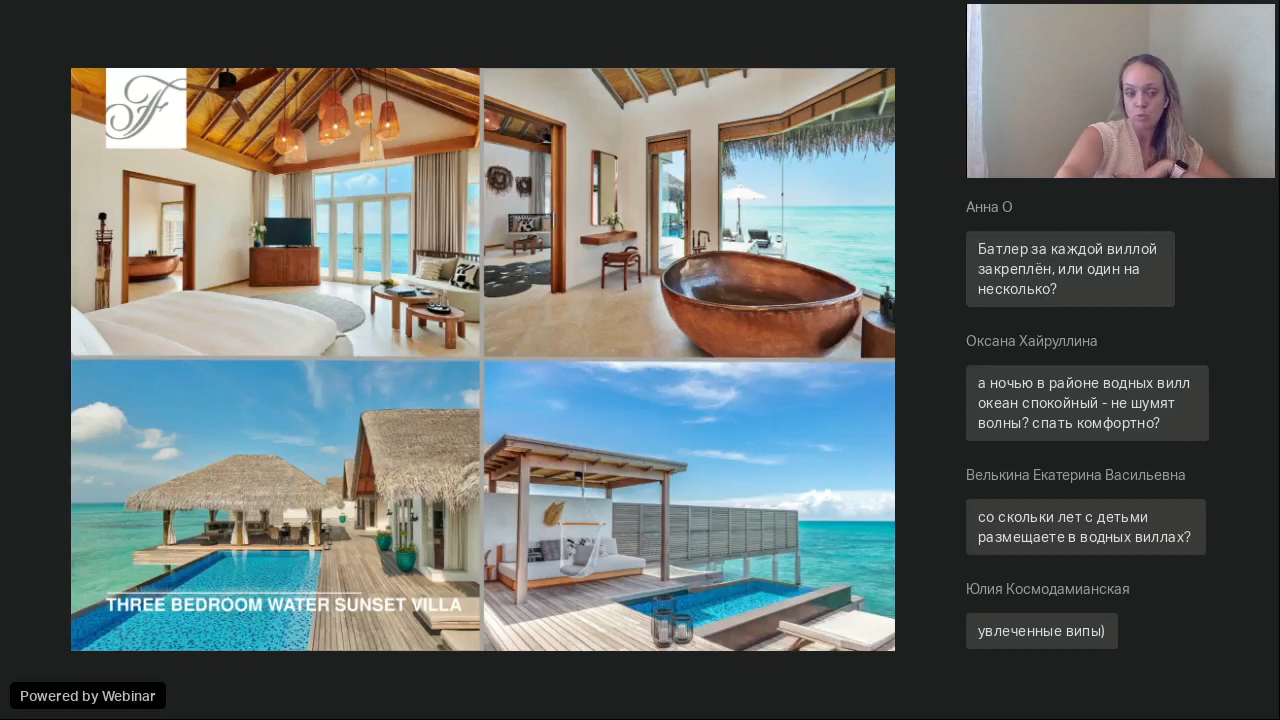 THREE BEDROOM WATER SUNSET VILLA
Анна О
Батлер за каждой виллой
закреплён, или один на
несколько?
Оксана Хайруллина
а ночью в районе водных вилл
океан спокойный - не шумят
волны? спать комфортно?
Велькина Екатерина Васильевна
со скольки лет с детьми
размещаете в водных виллах?
Юлия Космодамианская
увлеченные випы)
Powered by Webinar